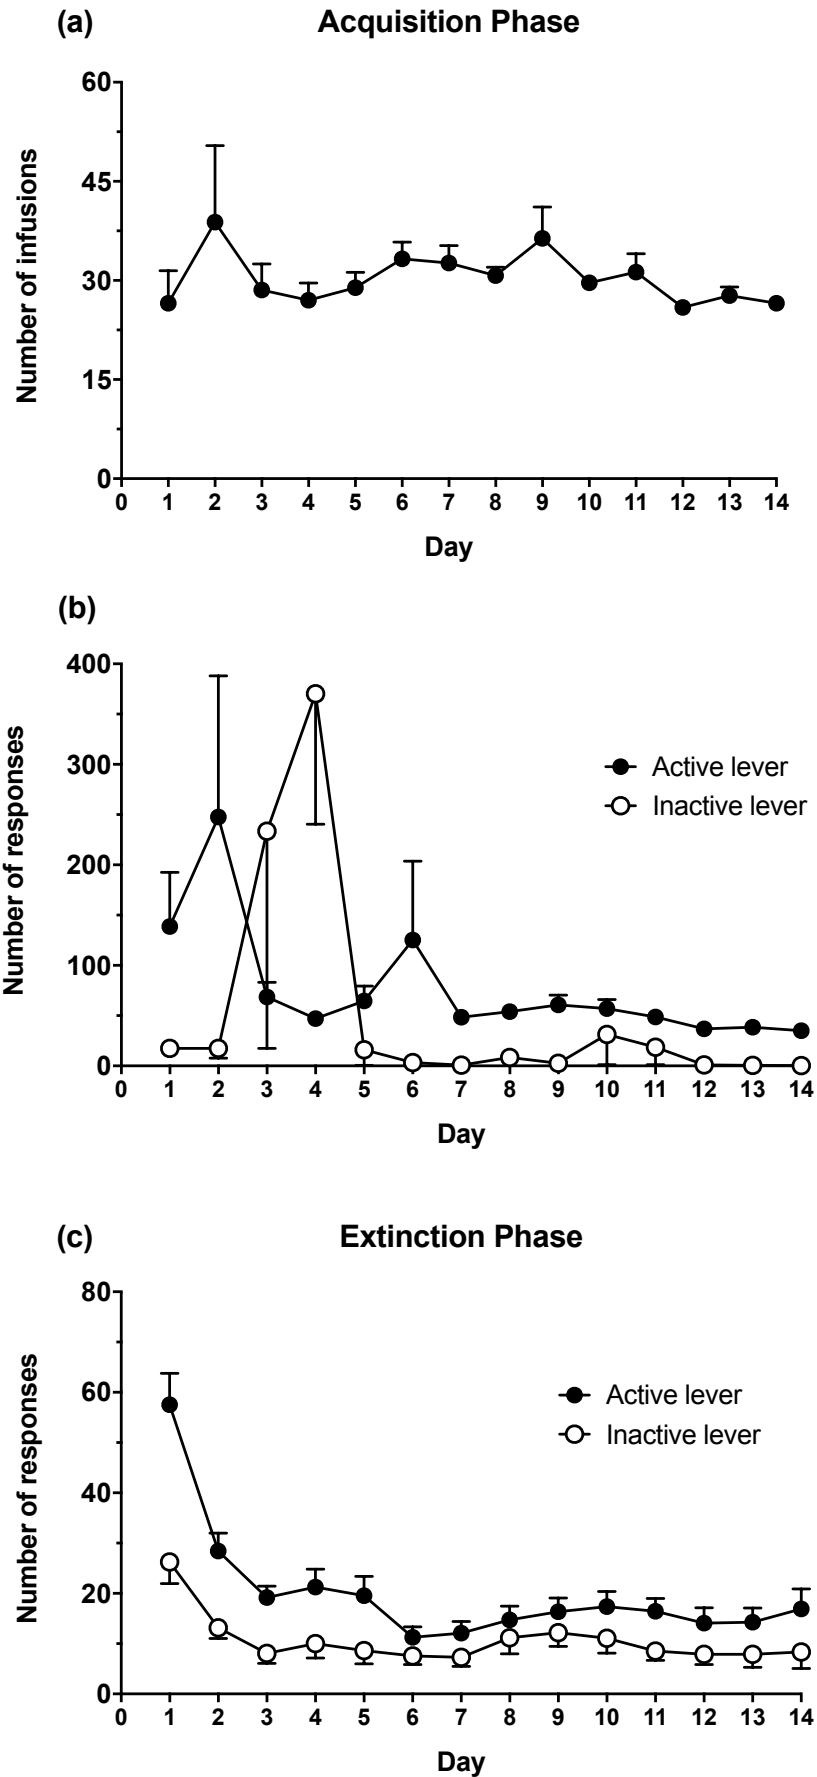 (a) Acquisition Phase
Number of infusions
60
45
30
15
0
0 1 2 3 4 5 6 7 8 9 10 11 12 13 14
Day
(b)
Number of responses
400
300
200
100
0
Active lever
Inactive lever
0 1 2 3 4 5 6 7 8 9 10 11 12 13 14
Day
(c) Extinction Phase
Number of responses
80
60
40
20
0
Active lever
Inactive lever
0 1 2 3 4 5 6 7 8 9 10 11 12 13 14
Day